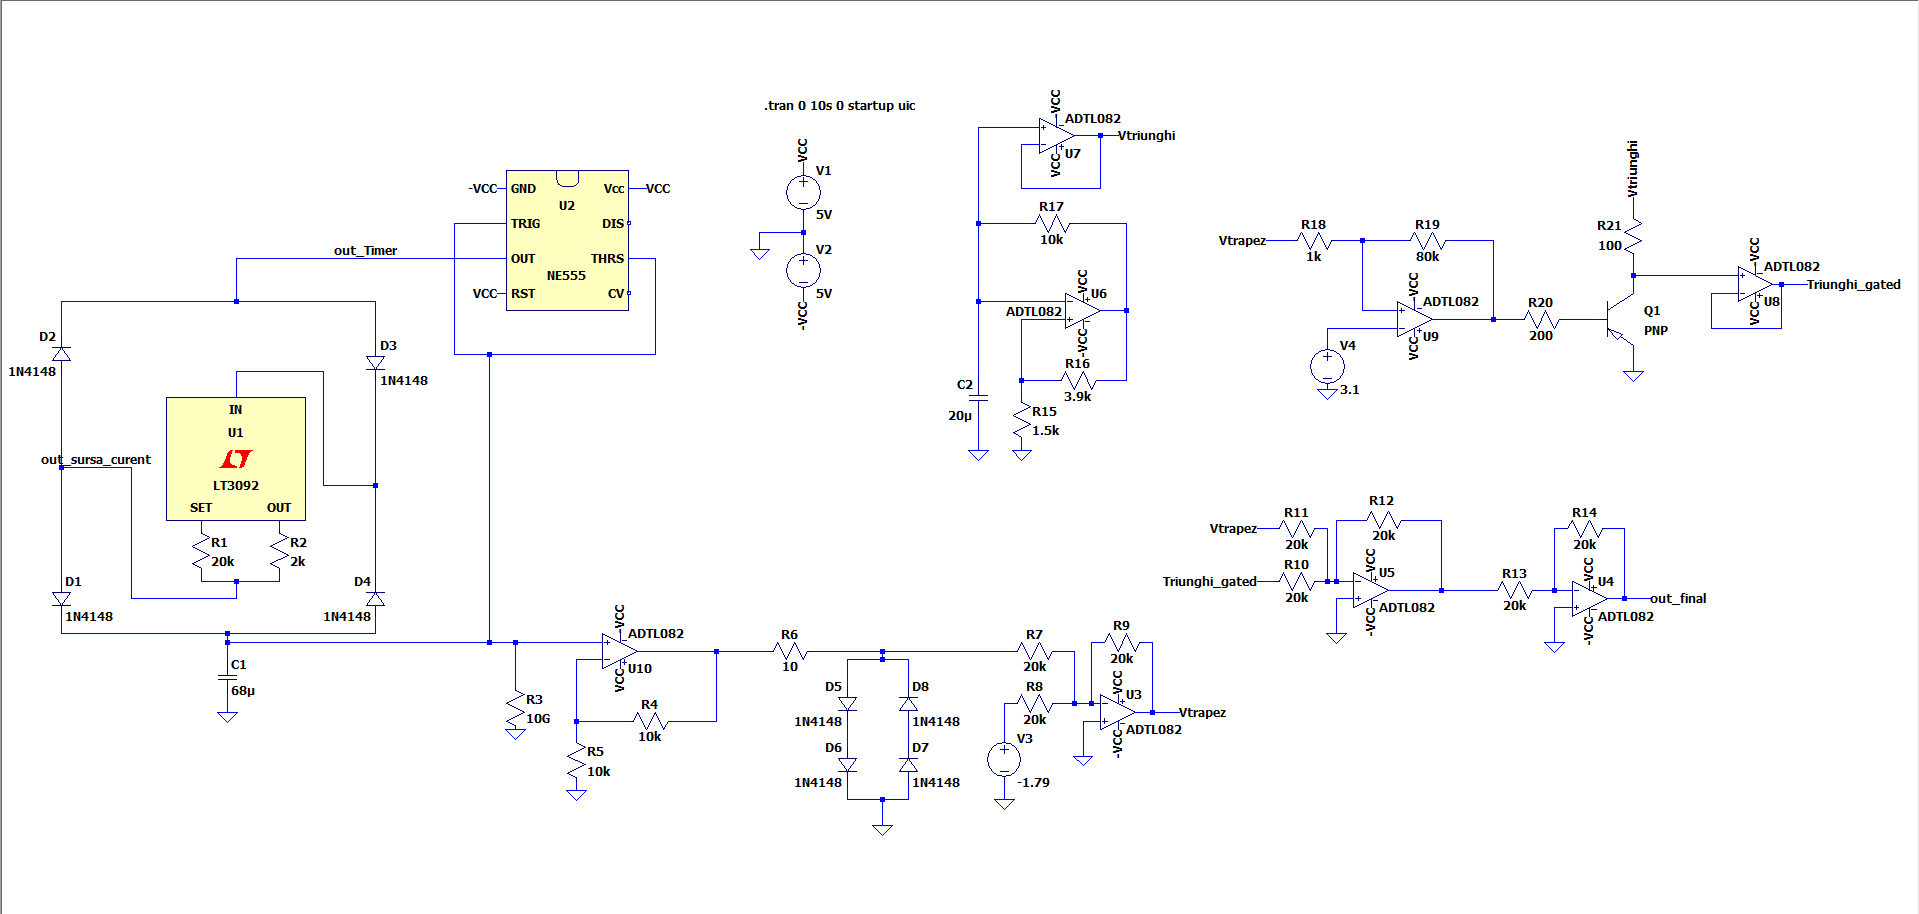 .tran 0 10s 0 startup uic
VCC
V1
5V
V2
5V
-VCC
-VCC
GND
Vcc
VCC
U2
TRIG
DIS
out_Timer
OUT
THRS
NE555
VCC
RST
CV
D2
1N4148
D3
1N4148
IN
U1
out_sursa_curent
LT3092
SET
OUT
R1
20k
R2
2k
D1
1N4148
D4
1N4148
C1
68µ
-VCC
ADTL082
U7
VCC
Vtriunghi
R17
10k
VCC
U6
ADTL082
-VCC
R16
3.9k
C2
20µ
R15
1.5k
Vtrapez
R18
1k
R19
80k
-VCC
ADTL082
U9
VCC
V4
3.1
R20
200
Vtriunghi
R21
100
Q1
PNP
-VCC
ADTL082
U8
VCC
Triunghi_gated
-VCC
ADTL082
U10
VCC
R3
10G
R4
10k
R5
10k
R6
10
D5
1N4148
D8
1N4148
D6
1N4148
D7
1N4148
R7
20k
R8
20k
V3
-1.79
R9
20k
VCC
U3
ADTL082
-VCC
Vtrapez
Vtrapez
R11
20k
Triunghi_gated
R10
20k
R12
20k
VCC
U5
ADTL082
-VCC
R13
20k
R14
20k
VCC
U4
ADTL082
-VCC
out_final